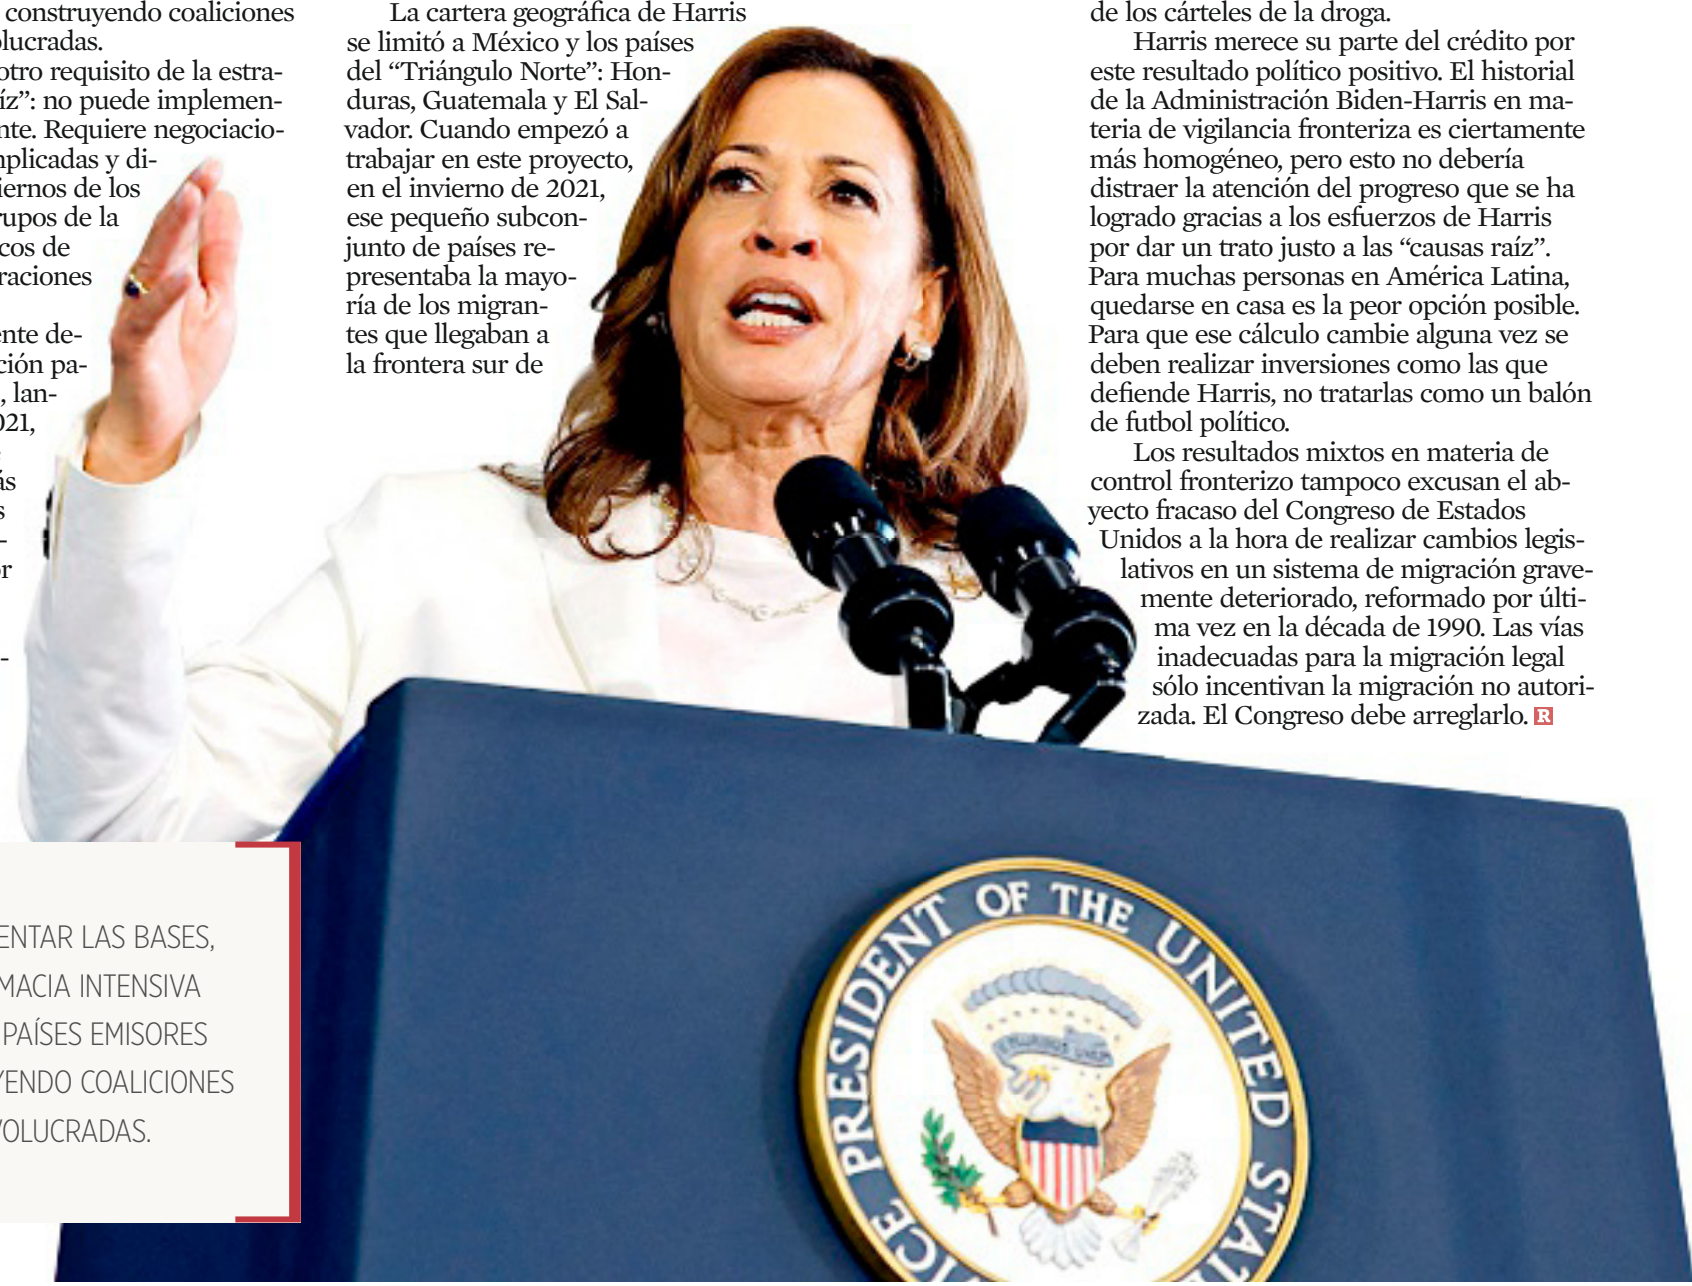 construyendo coaliciones
olucradas.
otro requisito de la estra-
íz”: no puede implemen-
nte. Requiere negociacio-
mplicadas y di-
iernos de los
rupos de la
cos de
raciones
ente de-
ción pa-
, lan-
021,
ás
s
-
or
-
ENTAR LAS BASES,
MACIA INTENSIVA
PAÍSES EMISORES
YENDO COALICIONES
VOLUCRADAS.
La cartera geográfica de Harris
se limitó a México y los países
del “Triángulo Norte”: Hon-
duras, Guatemala y El Sal-
vador. Cuando empezó a
trabajar en este proyecto,
en el invierno de 2021,
ese pequeño subcon-
junto de países re-
presentaba la mayo-
ría de los migran-
tes que llegaban a
la frontera sur de
de los cárteles de la droga.
Harris merece su parte del crédito por
este resultado político positivo. El historial
de la Administración Biden-Harris en ma-
teria de vigilancia fronteriza es ciertamente
más homogéneo, pero esto no debería
distraer la atención del progreso que se ha
logrado gracias a los esfuerzos de Harris
por dar un trato justo a las “causas raíz”.
Para muchas personas en América Latina,
quedarse en casa es la peor opción posible.
Para que ese cálculo cambie alguna vez se
deben realizar inversiones como las que
defiende Harris, no tratarlas como un balón
de futbol político.
Los resultados mixtos en materia de
control fronterizo tampoco excusan el ab-
yecto fracaso del Congreso de Estados
Unidos a la hora de realizar cambios legis-
lativos en un sistema de migración grave-
mente deteriorado, reformado por últi-
ma vez en la década de 1990. Las vías
inadecuadas para la migración legal
sólo incentivan la migración no autori-
zada. El Congreso debe arreglarlo. R
VICE PRESIDENT OF THE UNITED STATE
E PLURIBUS UNUM